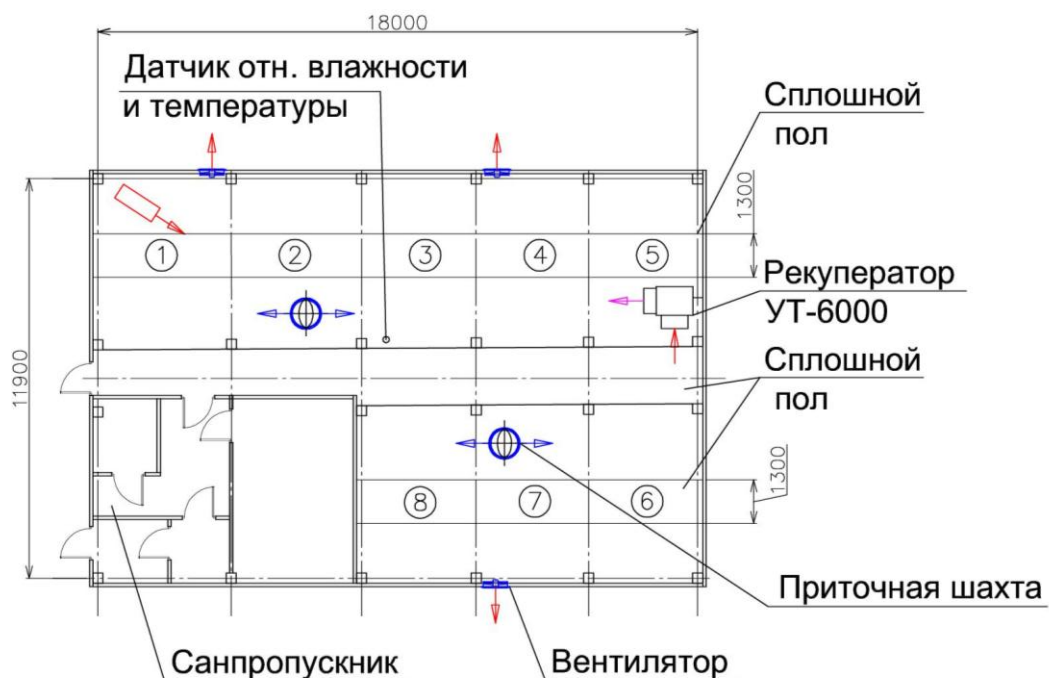 18000
Датчик отн. влажности
и температуры
Сплошной
пол
1300
1
2
3
4
5
Рекуператор
УТ-6000
11900
Сплошной
пол
1300
8
7
6
Приточная шахта
Санпропускник
Вентилятор